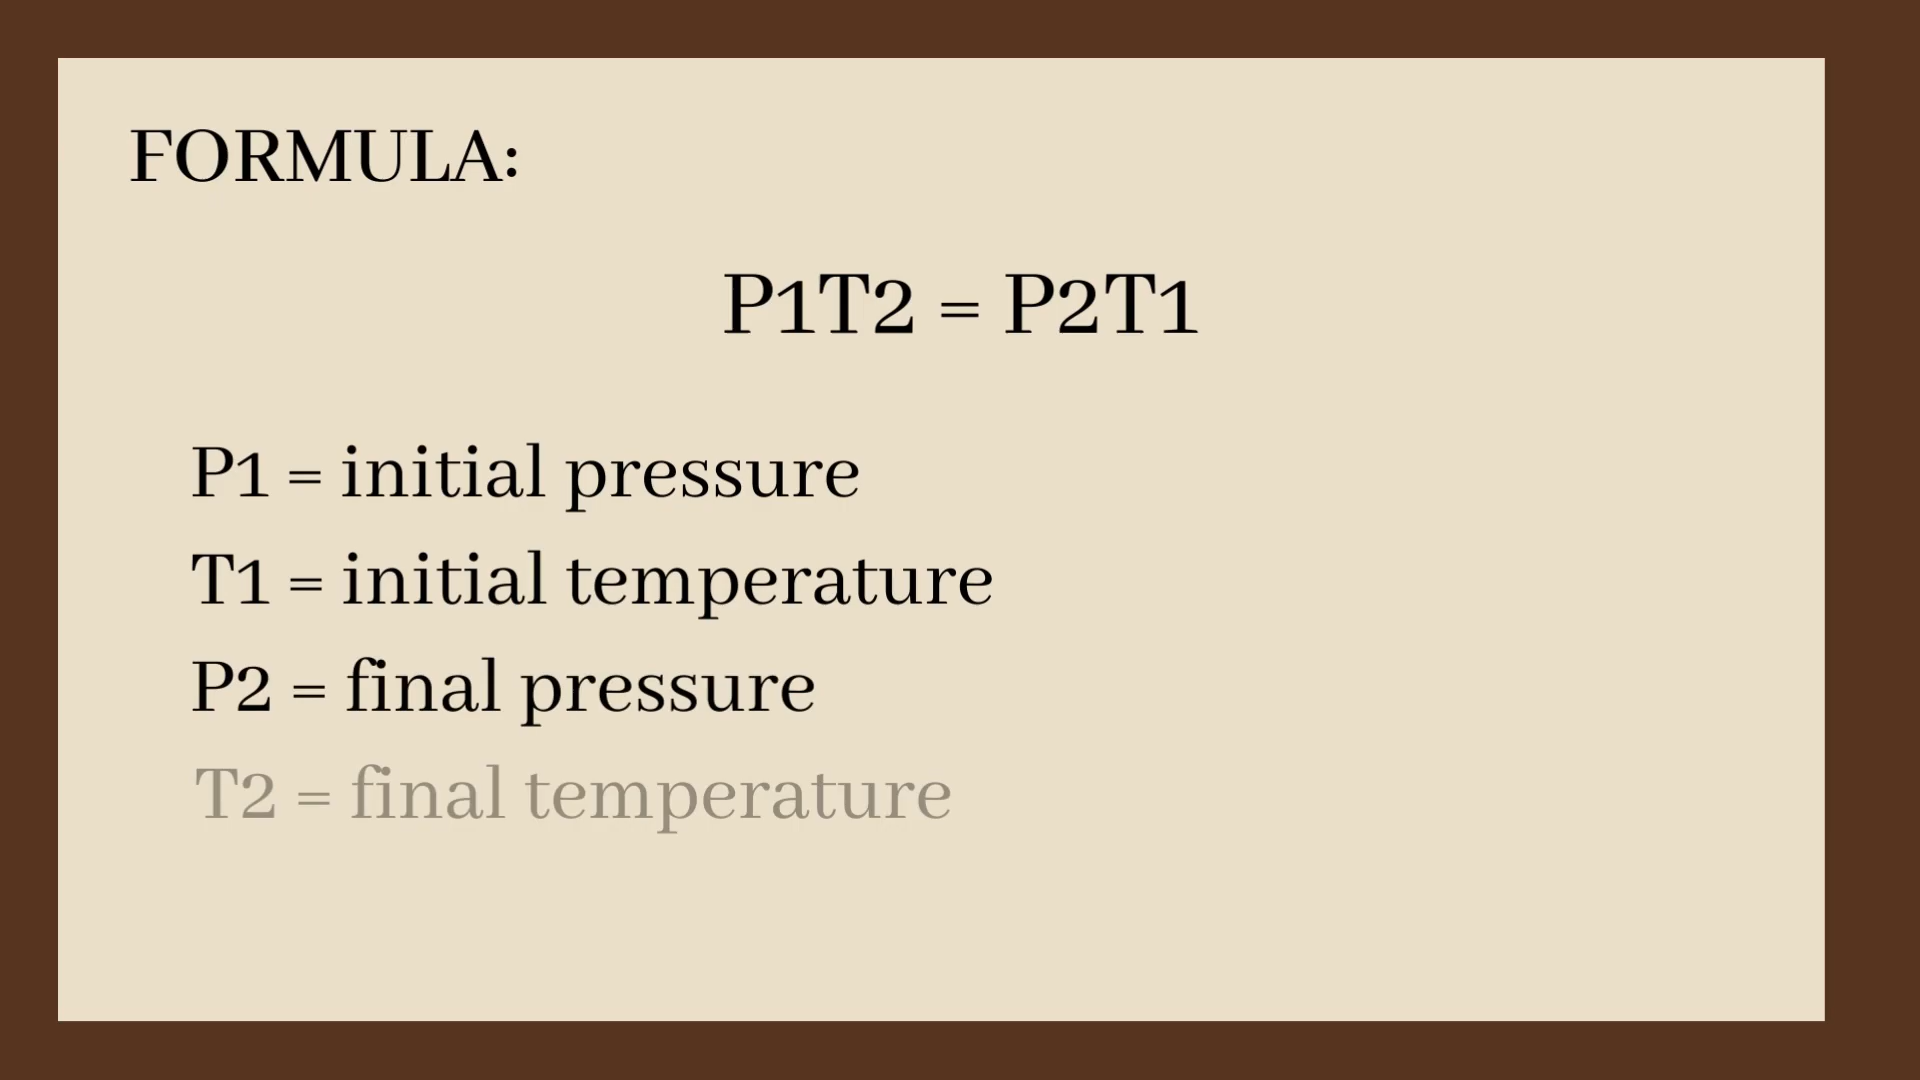 FORMULA:
P1T2 = P2T1
P1 = initial pressure
T1 = initial temperature
P2 = final pressure
T2 = final temperature